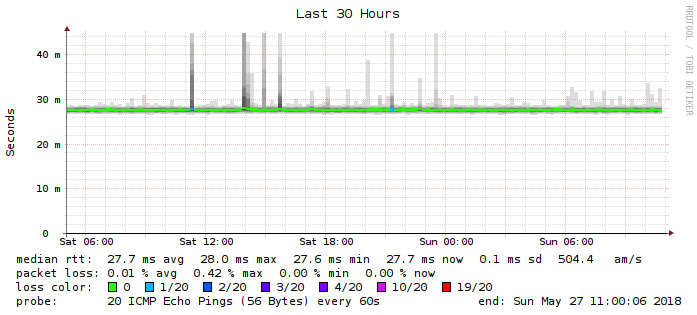 Last 30 Hours
RRDTOOL / TOBI OETIKER
Seconds
40 m
30 m
20 m
10 m
0
Sat 06:00 Sat 12:00 Sat 18:00 Sun 00:00 Sun 06:00
median rtt: 27.7 ms avg 28.0 ms max 27.6 ms min 27.7 ms now 0.1 ms sd 504.4 am/s
packet loss: 0.01 % avg 0.42 % max 0.00 % min 0.00 % now
loss color: 0 1/20 2/20 3/20 4/20 10/20 19/20
probe: 20 ICMP Echo Pings (56 Bytes) every 60s end: Sun May 27 11:00:06 2018